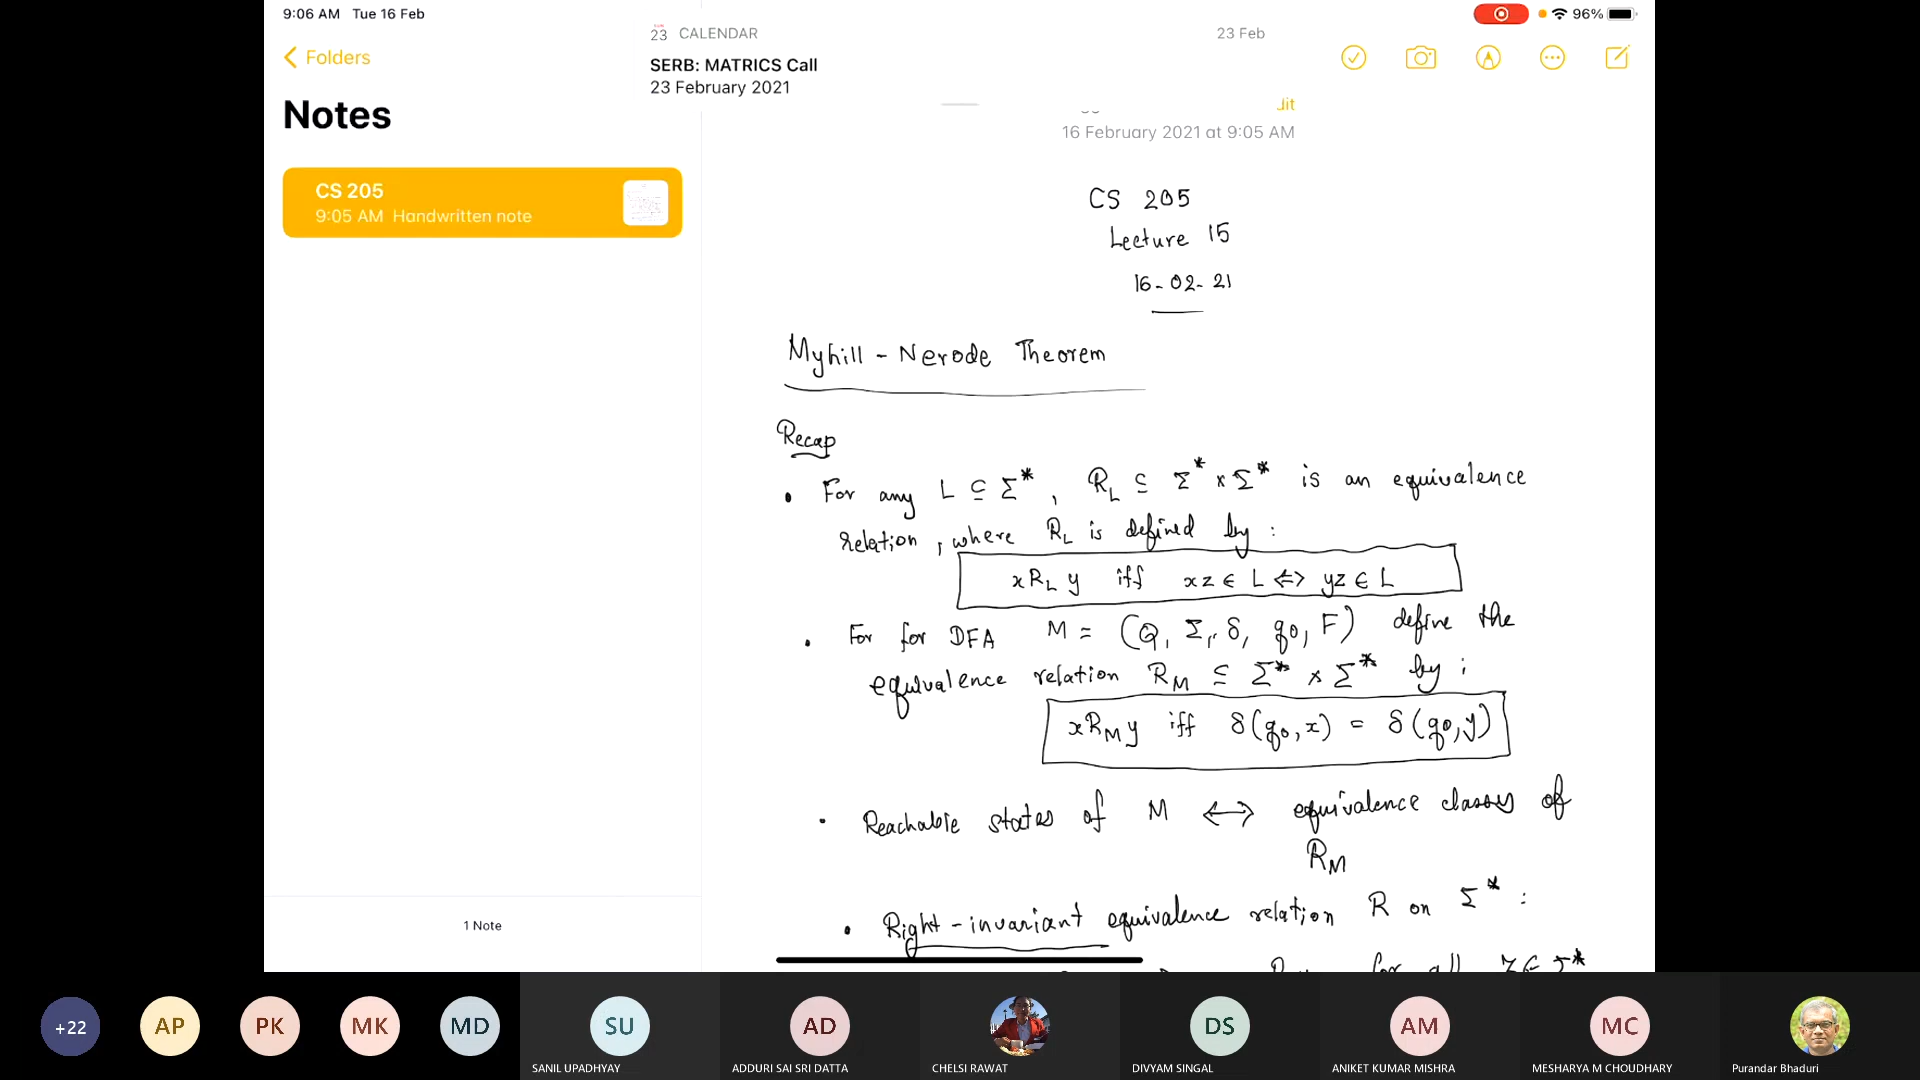 9:06 AM Tue 16 Feb
96%
23 CALENDAR 23 Feb
SERB: MATRICS Call
23 February 2021
Folders
Notes
CS 205
9:05 AM Handwritten note
1 Note
16 February 2021 at 9:05 AM
CS 205
Lecture 15
16-02-21
Myhill - Nerode Theorem
Recap
• For any L ⊆ Σ*, R_L ⊆ Σ* × Σ* is an equivalence
relation, where R_L is defined by :
x R_L y iff xz ∈ L ⇔ yz ∈ L
• For for DFA M = (Q, Σ, δ, q0, F) define the
equivalence relation R_M ⊆ Σ* × Σ* by :
x R_M y iff δ(q0, x) = δ(q0, y)
• Reachable states of M ↔ equivalence classes of
R_M
• Right-invariant equivalence relation R on Σ* :
for all z ∈ Σ*
+22
AP
PK
MK
MD
SU
AD
DS
AM
MC
SANIL UPADHYAY
ADDURI SAI SRI DATTA
CHELSI RAWAT
DIVYAM SINGAL
ANIKET KUMAR MISHRA
MESHARYA M CHOUDHARY
Purandar Bhaduri